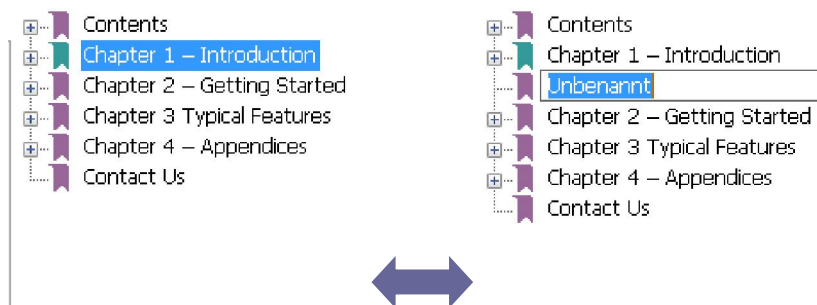 Contents
Chapter 1 – Introduction
Chapter 2 – Getting Started
Chapter 3 Typical Features
Chapter 4 – Appendices
Contact Us
Contents
Chapter 1 – Introduction
Unbenannt
Chapter 2 – Getting Started
Chapter 3 Typical Features
Chapter 4 – Appendices
Contact Us